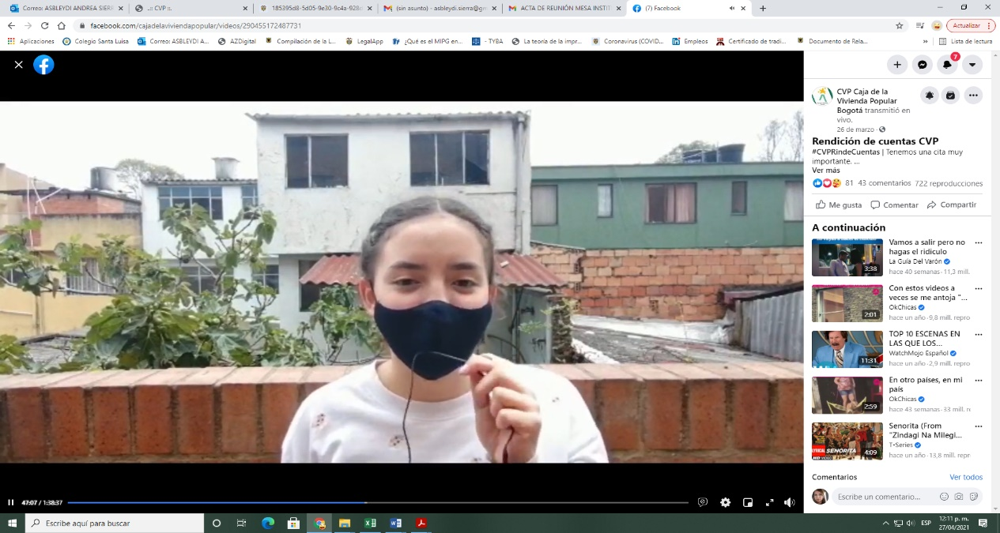 Correo: ASBLEYDI ANDREA SIERR
..:: CVP ::.
185395d8-5d05-9e30-9c4a-928d
(sin asunto) - asbleydi.sierra@gm
ACTA DE REUNIÓN MESA INSTIT
(7) Facebook
facebook.com/cajadelaviviendapopular/videos/290455172487731
Actualizar
Aplicaciones
Colegio Santa Luisa
Correo: ASBLEYDI A...
AZDigital
Compilación de la L...
LegalApp
¿Qué es el MIPG en...
- TYBA
La teoría de la impr...
Coronavirus (COVID...
Empleos
Certificado de tradi...
Documento de Rela...
»
Lista de lectura
7
CVP Caja de la
Vivienda Popular
Bogotá transmitió en
vivo.
26 de marzo ·
Rendición de cuentas CVP
#CVPRindeCuentas | Tenemos una cita muy
importante. ...
Ver más
81 43 comentarios 722 reproducciones
Me gusta
Comentar
Compartir
A continuación
Vamos a salir pero no
hagas el ridículo
La Guía Del Varón
hace 40 semanas · 11,3 mill.
3:38
Con estos videos a
veces se me antoja "...
OkChicas
hace un año · 9,8 mill. repro
2:01
TOP 10 ESCENAS EN
LAS QUE LOS...
WatchMojo Español
hace un año · 2,9 mill. repro
11:31
En otro países, en mi
país
OkChicas
hace 43 semanas · 33 mill. re
2:59
Senorita (From
"Zindagi Na Milegi...
T-Series
hace un año · 13,8 mill. repr
SENORITA
4:09
Comentarios
Ver todos
Escribe un comentario...
47:07 / 1:38:37
Escribe aquí para buscar
ESP
12:11 p. m.
27/04/2021